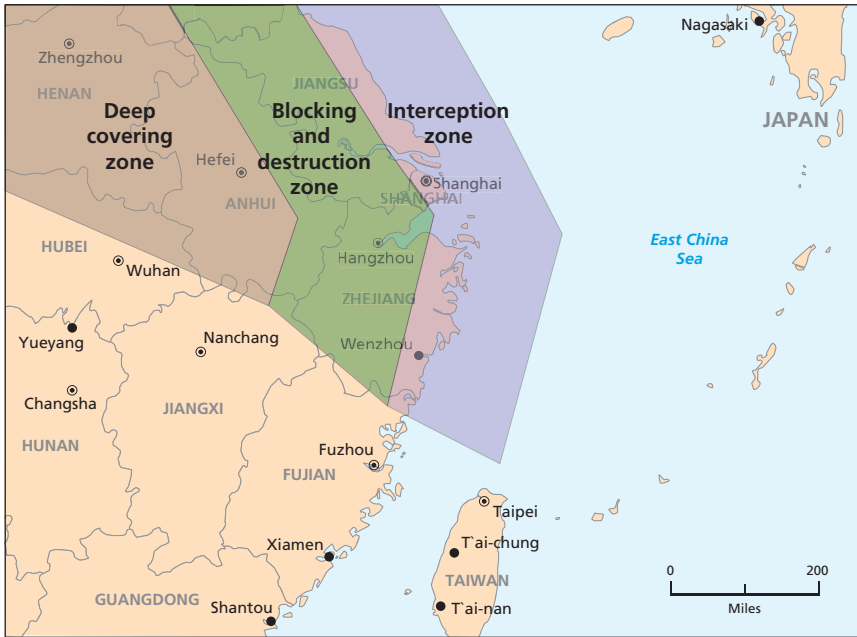 Nagasaki
Zhengzhou
HENAN
JIANGSU
Deep
covering
zone
Blocking
and
destruction
zone
Interception
zone
JAPAN
Hefei
Shanghai
SHANGHAI
ANHUI
HUBEI
Hangzhou
East China
Sea
Wuhan
ZHEJIANG
Yueyang
Nanchang
Wenzhou
Changsha
JIANGXI
HUNAN
Fuzhou
FUJIAN
Taipei
Xiamen
T`ai-chung
TAIWAN
0
200
Miles
GUANGDONG
Shantou
T`ai-nan